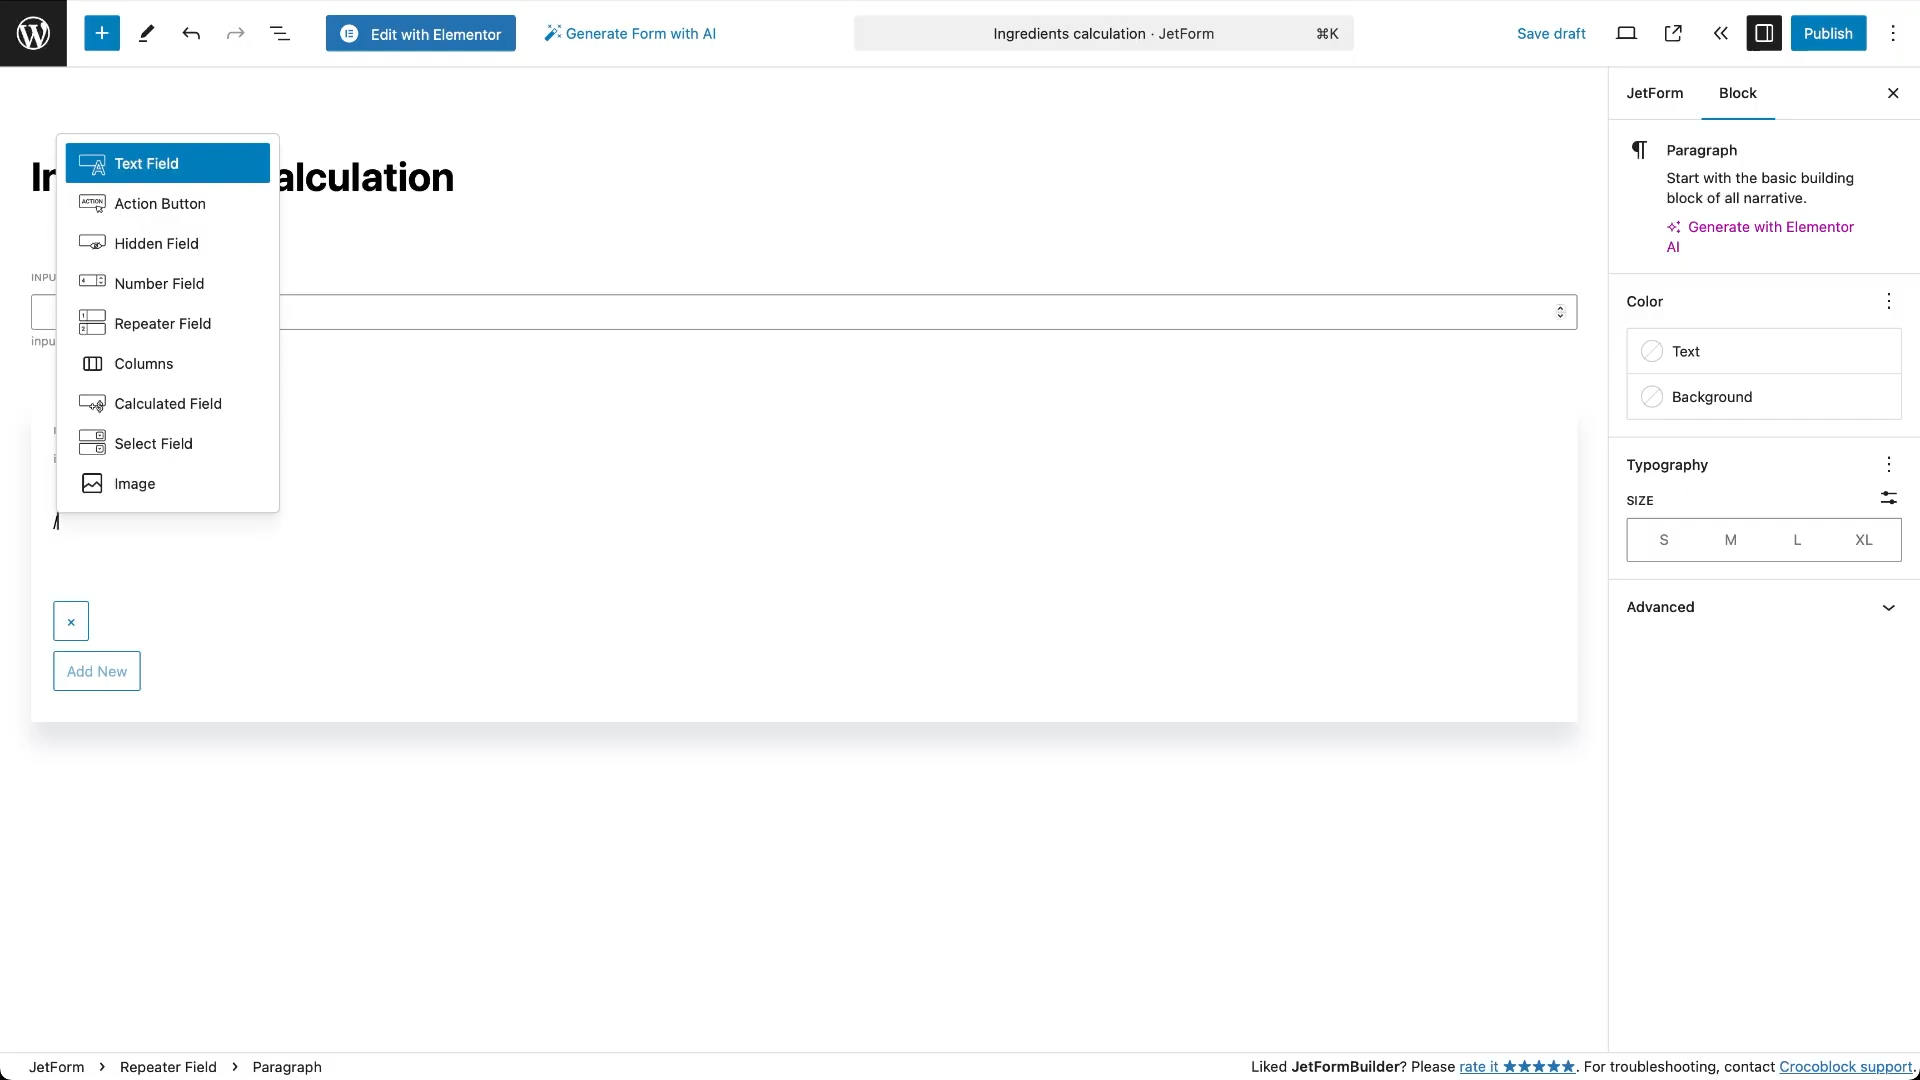 Edit with Elementor
Generate Form with AI
Ingredients calculation · JetForm
⌘K
Save draft
Publish
JetForm
Block
Text Field
Action Button
Hidden Field
Number Field
Repeater Field
Columns
Calculated Field
Select Field
Image
In
alculation
INPU
inpu
/
×
Add New
Paragraph
Start with the basic building
block of all narrative.
Generate with Elementor
AI
Color
Text
Background
Typography
SIZE
S M L XL
Advanced
JetForm > Repeater Field > Paragraph
Liked JetFormBuilder? Please rate it ★★★★★. For troubleshooting, contact Crocoblock support.